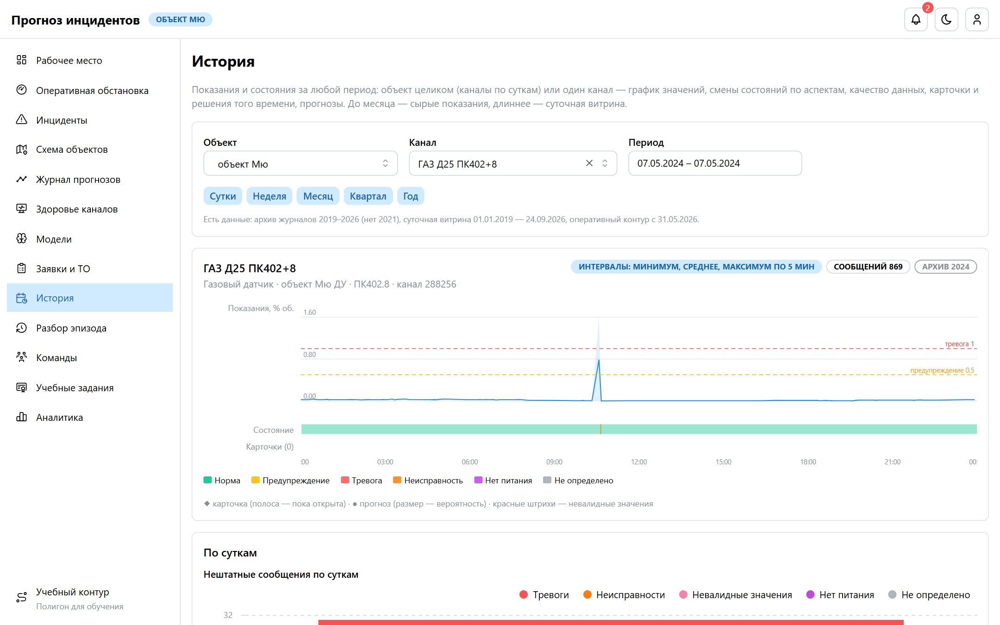 Прогноз инцидентов
ОБЪЕКТ МЮ
2
Рабочее место
Оперативная обстановка
Инциденты
Схема объектов
Журнал прогнозов
Здоровье каналов
Модели
Заявки и ТО
История
Разбор эпизода
Команды
Учебные задания
Аналитика
Учебный контур
Полигон для обучения
История
Показания и состояния за любой период: объект целиком (каналы по суткам) или один канал — график значений, смены состояний по аспектам, качество данных, карточки и
решения того времени, прогнозы. До месяца — сырые показания, длиннее — суточная витрина.
Объект
объект Мю
Канал
ГАЗ Д25 ПК402+8
Период
07.05.2024 – 07.05.2024
Сутки Неделя Месяц Квартал Год
Есть данные: архив журналов 2019–2026 (нет 2021), суточная витрина 01.01.2019 — 24.09.2026, оперативный контур с 31.05.2026.
ГАЗ Д25 ПК402+8
ИНТЕРВАЛЫ: МИНИМУМ, СРЕДНЕЕ, МАКСИМУМ ПО 5 МИН
СООБЩЕНИЙ 869
АРХИВ 2024
Газовый датчик · объект Мю ДУ · ПК402.8 · канал 288256
Показания, % об.
1.60
тревога 1
0.80
предупреждение 0.5
0.00
Состояние
Карточки (0)
:00 03:00 06:00 09:00 12:00 15:00 18:00 21:00 00:
Норма Предупреждение Тревога Неисправность Нет питания Не определено
◆ карточка (полоса — пока открыта) · ● прогноз (размер — вероятность) · красные штрихи — невалидные значения
По суткам
Нештатные сообщения по суткам
Тревоги Неисправности Невалидные значения Нет питания Не определено
32